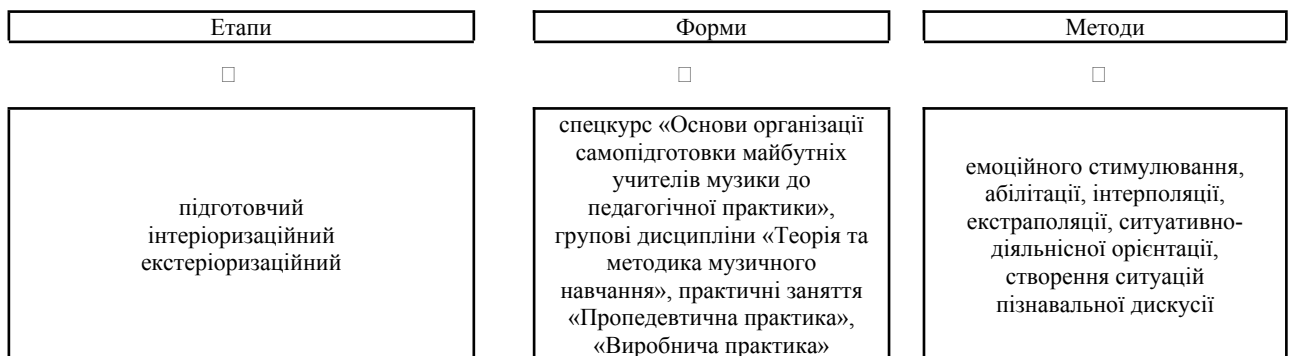 Етапи
Форми
Методи
підготовчий
інтеріоризаційний
екстеріоризаційний
спецкурс «Основи організації
самопідготовки майбутніх
учителів музики до
педагогічної практики»,
групові дисципліни «Теорія та
методика музичного
навчання», практичні заняття
«Пропедевтична практика»,
«Виробнича практика»
емоційного стимулювання,
абілітації, інтерполяції,
екстраполяції, ситуативно-
діяльнісної орієнтації,
створення ситуацій
пізнавальної дискусії